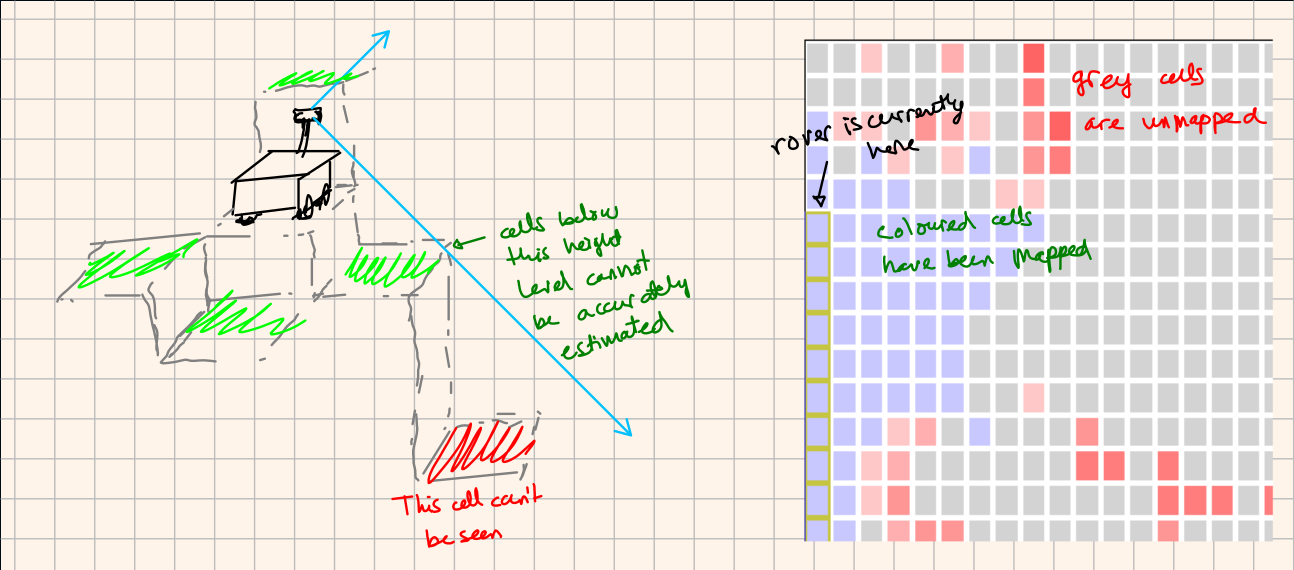 cells below
this height
level cannot
be accurately
estimated
This cell can't
be seen
rover is currently
here
grey cells
are unmapped
coloured cells
have been mapped